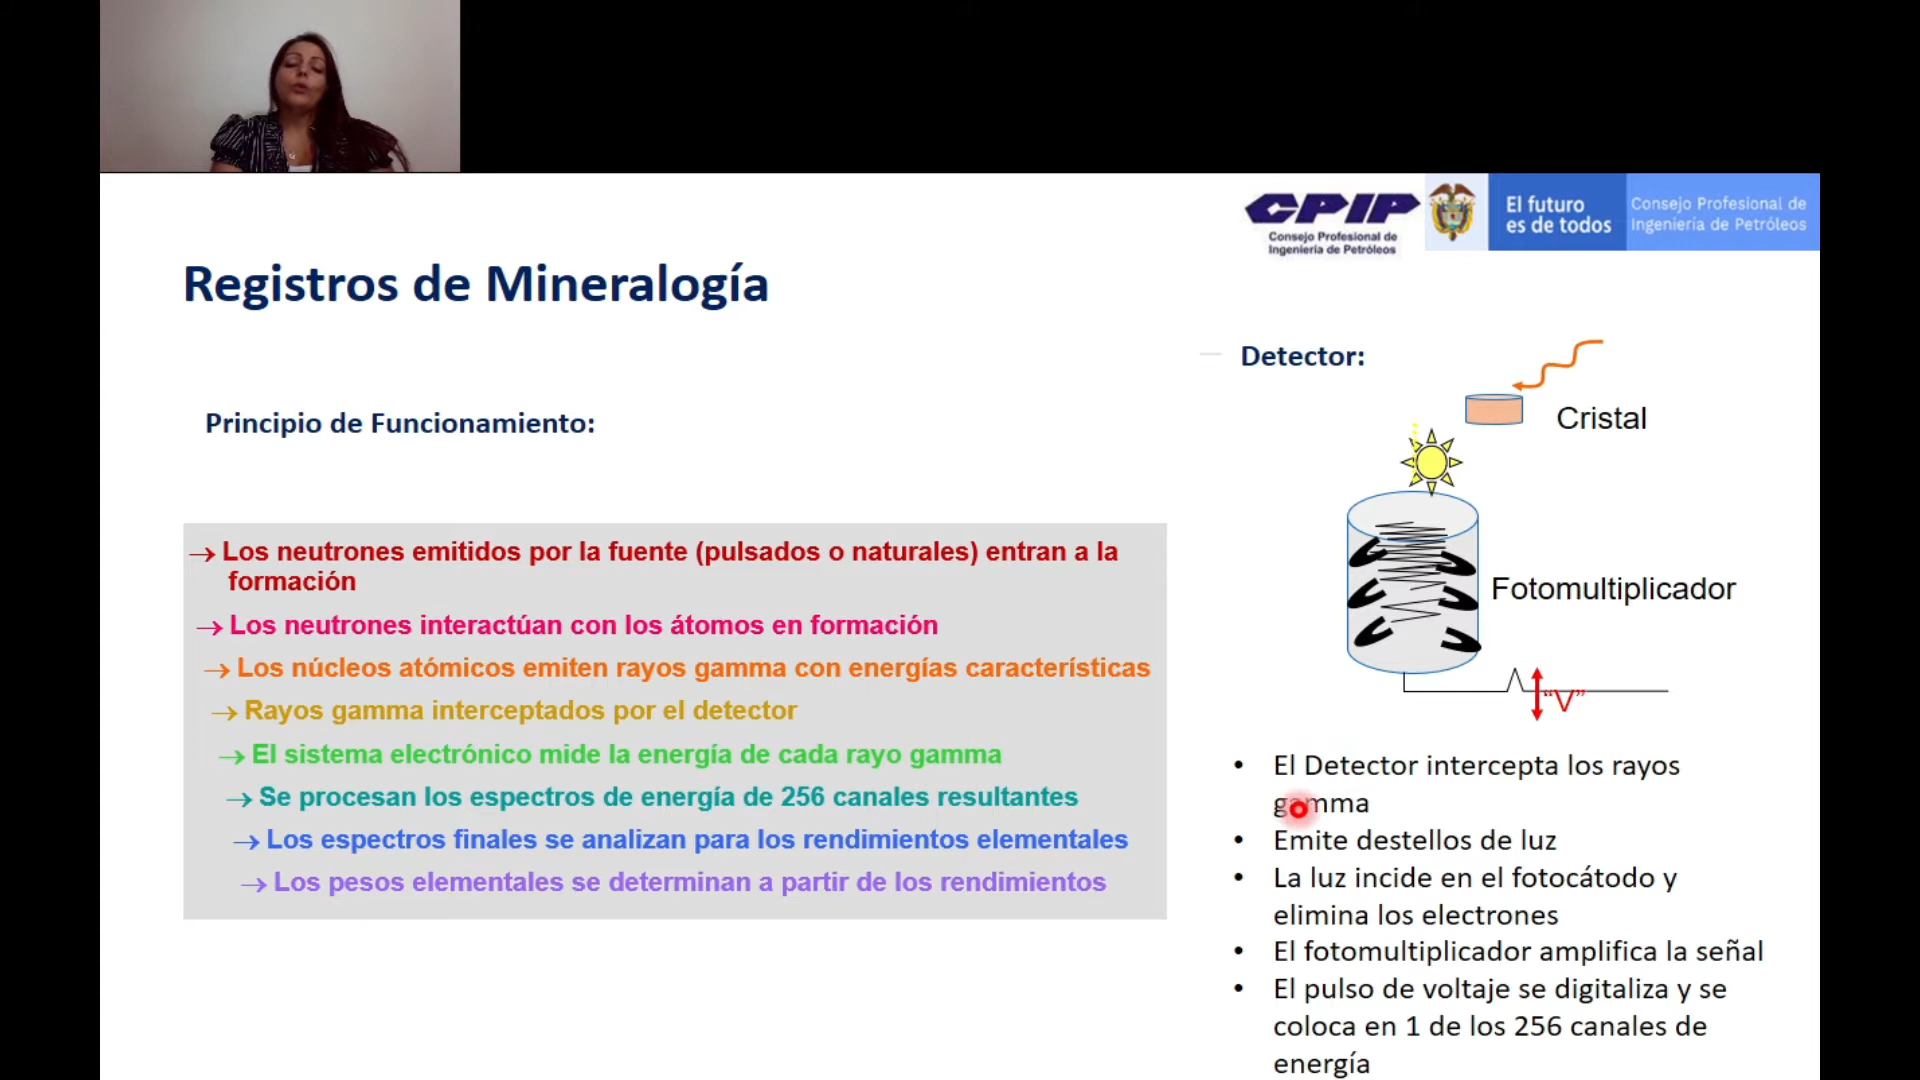 CPIP
Consejo Profesional de
Ingeniería de Petróleos
El futuro
es de todos
Consejo Profesional de
Ingeniería de Petróleos
Registros de Mineralogía
Principio de Funcionamiento:
→ Los neutrones emitidos por la fuente (pulsados o naturales) entran a la
formación
→ Los neutrones interactúan con los átomos en formación
→ Los núcleos atómicos emiten rayos gamma con energías características
→ Rayos gamma interceptados por el detector
→ El sistema electrónico mide la energía de cada rayo gamma
→ Se procesan los espectros de energía de 256 canales resultantes
→ Los espectros finales se analizan para los rendimientos elementales
→ Los pesos elementales se determinan a partir de los rendimientos
Detector:
Cristal
Fotomultiplicador
“V”
• El Detector intercepta los rayos
gamma
• Emite destellos de luz
• La luz incide en el fotocátodo y
elimina los electrones
• El fotomultiplicador amplifica la señal
• El pulso de voltaje se digitaliza y se
coloca en 1 de los 256 canales de
energía